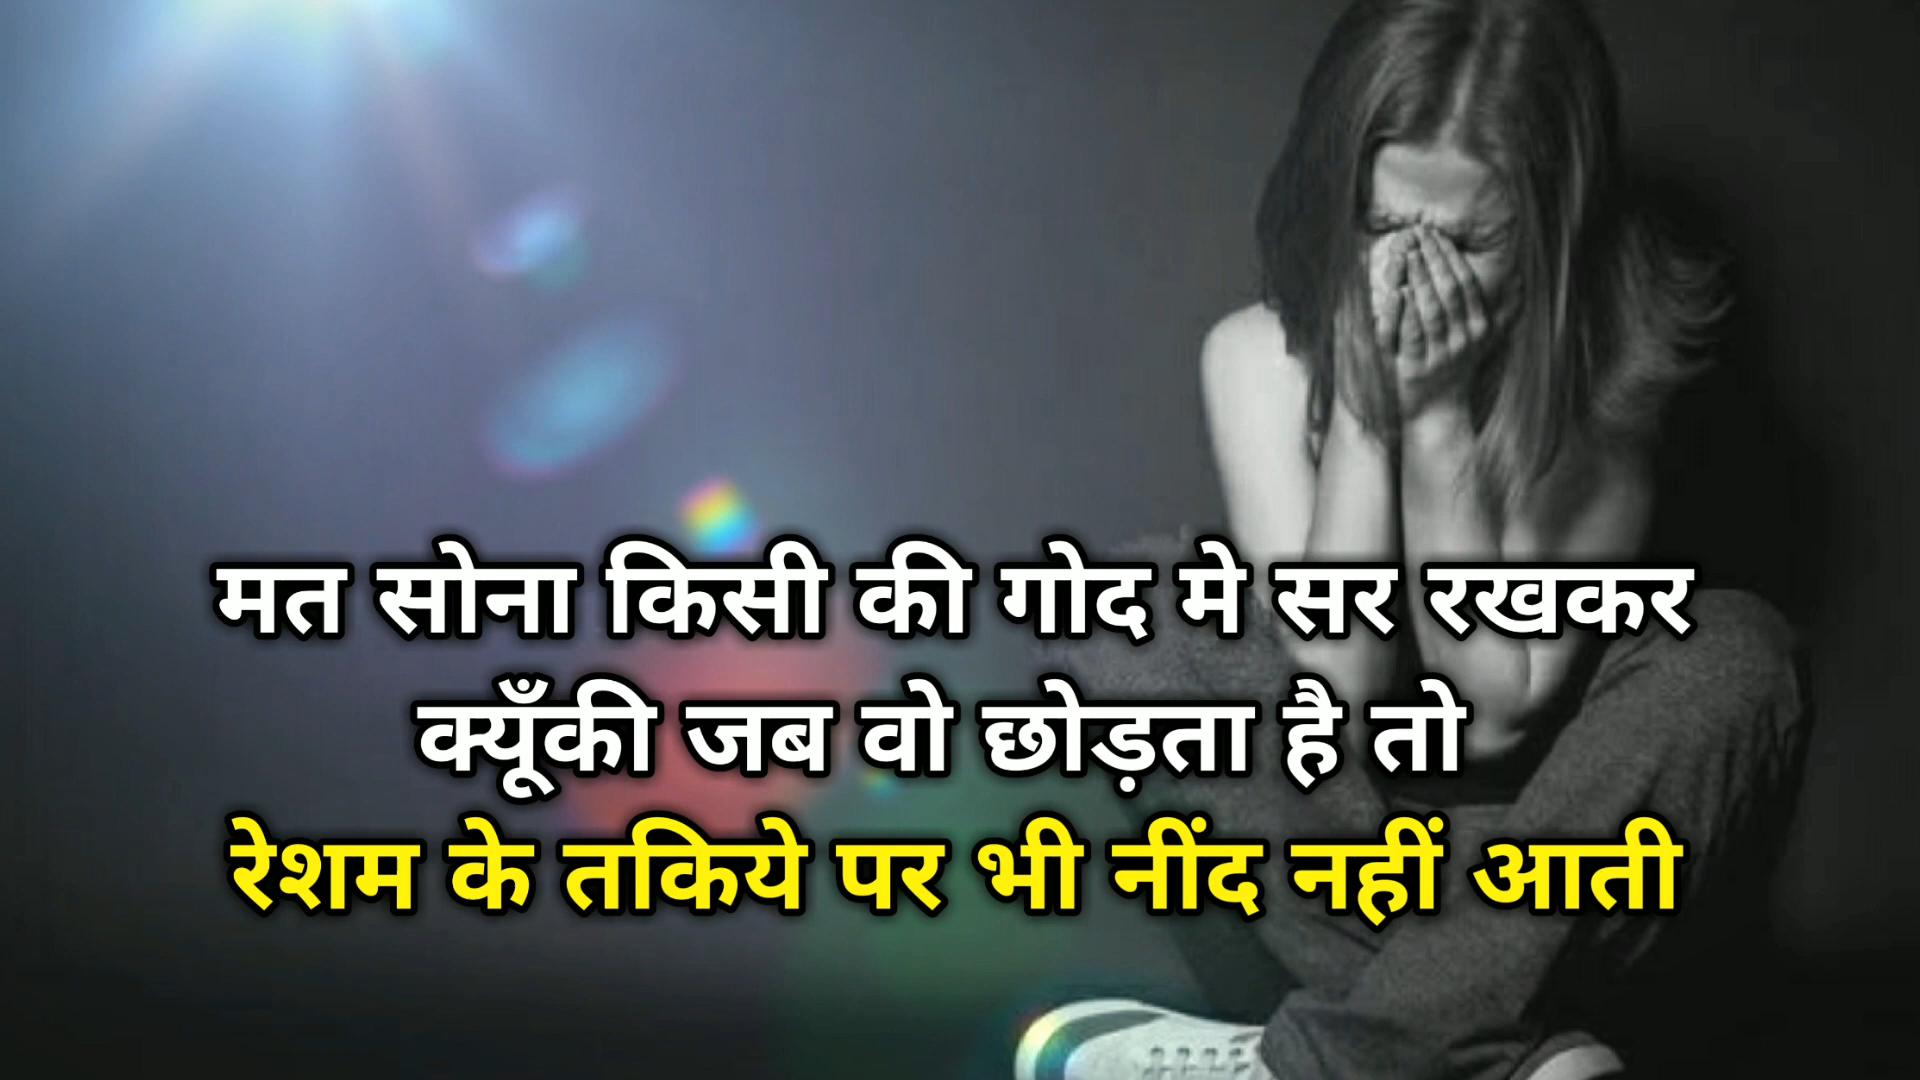 मत सोना किसी की गोद मे सर रखकर
क्यूँकी जब वो छोड़ता है तो
रेशम के तकिये पर भी नींद नहीं आती